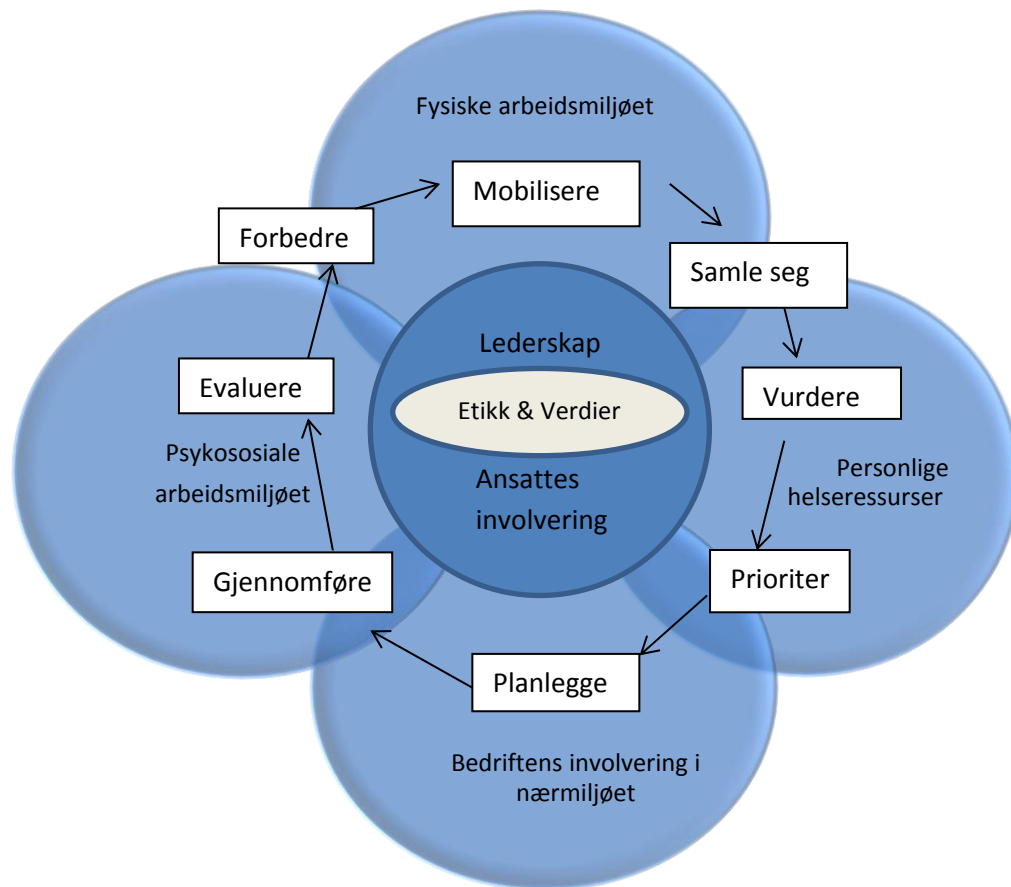 Fysiske arbeidsmiljøet
Mobilisere
Forbedre
Samle seg
Lederskap
Evaluere
Vurdere
Etikk & Verdier
Psykososiale
arbeidsmiljøet
Personlige
helseressurser
Ansattes
involvering
Gjennomføre
Prioriter
Planlegge
Bedriftens involvering i
nærmiljøet